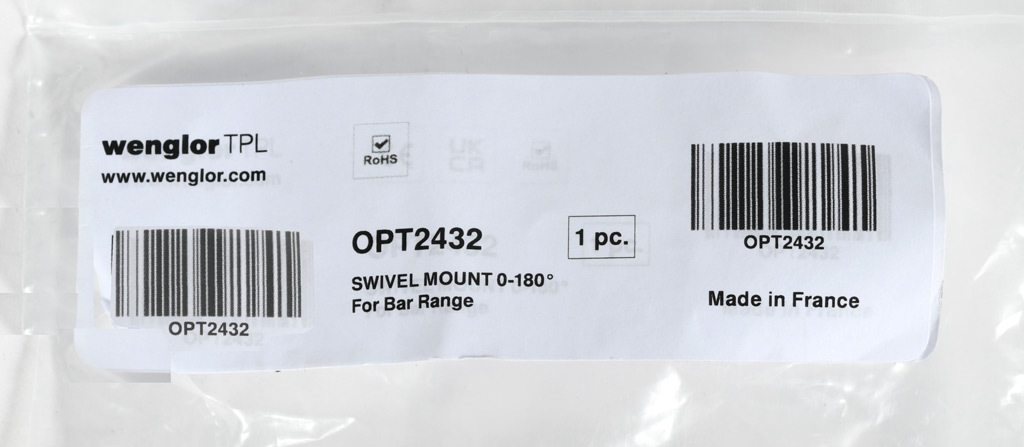 wenglor TPL
www.wenglor.com
RoHS
OPT2432
OPT2432
1 pc.
SWIVEL MOUNT 0-180°
For Bar Range
OPT2432
Made in France